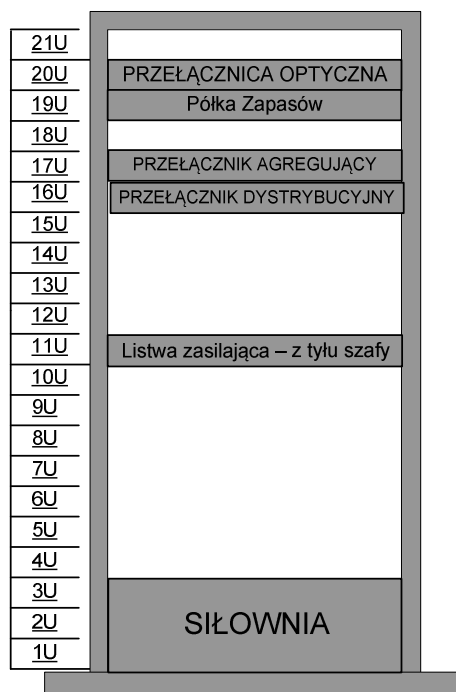 21U
20U PRZEŁĄCZNICA OPTYCZNA
19U Półka Zapasów
18U
17U PRZEŁĄCZNIK AGREGUJĄCY
16U PRZEŁĄCZNIK DYSTRYBUCYJNY
15U
14U
13U
12U
11U Listwa zasilająca – z tyłu szafy
10U
9U
8U
7U
6U
5U
4U
3U
2U SIŁOWNIA
1U